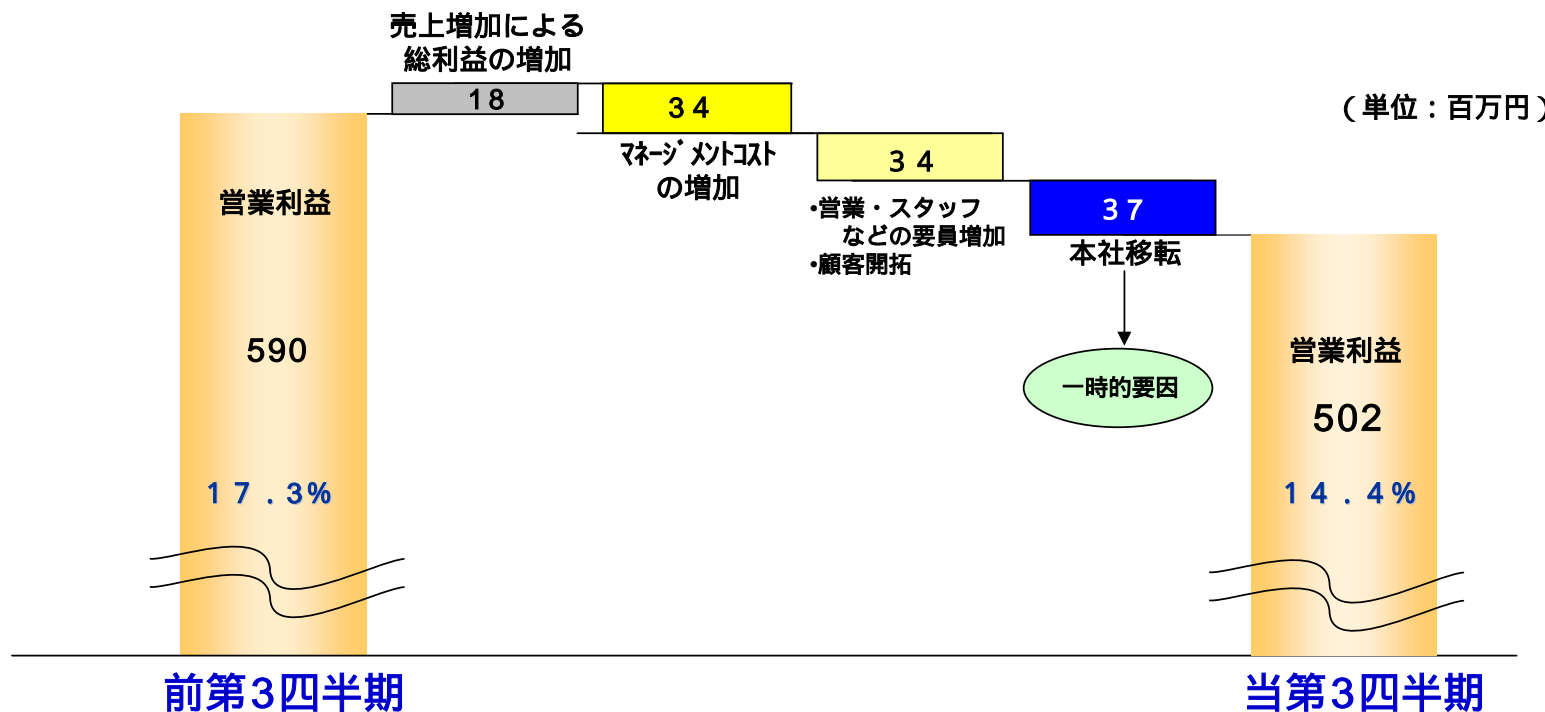 売上増加による
総利益の増加
18
34
(単位:百万円)
マネージメントコスト
の増加
34
営業利益
37
・営業・スタッフ
などの要員増加
・顧客開拓
本社移転
590
営業利益
一時的要因
502
17.3%
14.4%
前第3四半期
当第3四半期